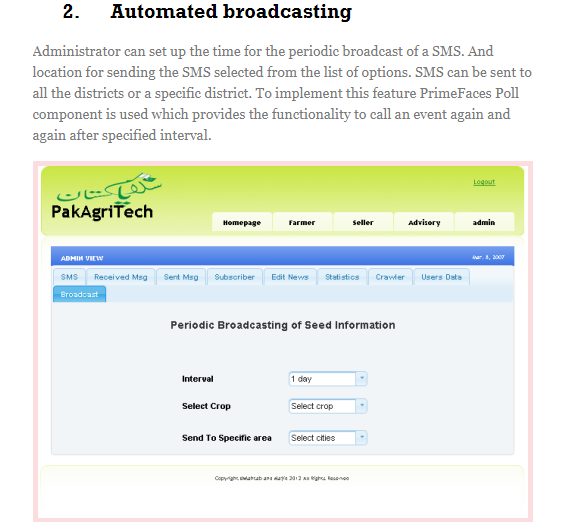 2. Automated broadcasting
Administrator can set up the time for the periodic broadcast of a SMS. And
location for sending the SMS selected from the list of options. SMS can be sent to
all the districts or a specific district. To implement this feature PrimeFaces Poll
component is used which provides the functionality to call an event again and
again after specified interval.
Logout
PakAgriTech
Homepage Farmer Seller Advisory admin
ADMIN VIEW 8, 2007
SMS Received Msg Sent Msg Subscriber Edit News Statistics Crawler Users Data
Broadcast
Periodic Broadcasting of Seed Information
Interval 1 day
Select Crop Select crop
Send To Specific area Select cities
Copyright and 2012 All Rights Reserved